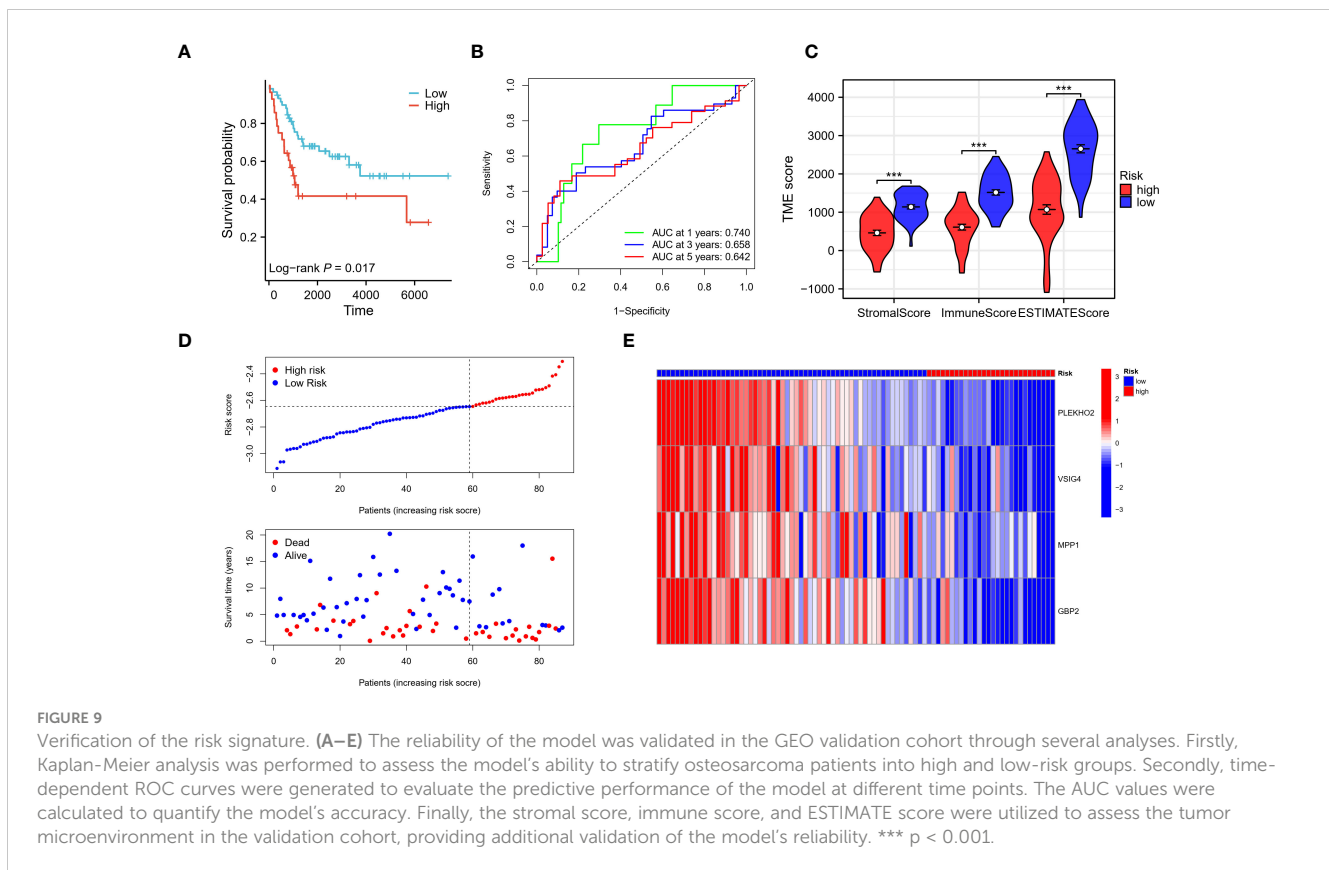 A
Low
High
Survival probability
0.8
0.6
0.4
0.2
Log−rank P = 0.017
0
2000
4000
6000
Time
B
Sensitivity
1.0
0.8
0.6
0.4
0.2
0.0
AUC at 1 years: 0.740
AUC at 3 years: 0.658
AUC at 5 years: 0.642
0.0
0.2
0.4
0.6
0.8
1.0
1−Specificity
C
TME score
4000
3000
2000
1000
0
−1000
***
***
***
StromalScore
ImmuneScore
ESTIMATEScore
Risk
high
low
D
High risk
Low Risk
Risk score
−2.4
−2.6
−2.8
−3.0
0
20
40
60
80
Patients (increasing risk socre)
Dead
Alive
Survival time (years)
20
15
10
5
0
0
20
40
60
80
Patients (increasing risk socre)
E
Risk
PLEKHO2
VSIG4
MPP1
GBP2
3
2
1
0
−1
−2
−3
Risk
low
high
FIGURE 9
Verification of the risk signature. (A–E) The reliability of the model was validated in the GEO validation cohort through several analyses. Firstly,
Kaplan-Meier analysis was performed to assess the model's ability to stratify osteosarcoma patients into high and low-risk groups. Secondly, time-
dependent ROC curves were generated to evaluate the predictive performance of the model at different time points. The AUC values were
calculated to quantify the model's accuracy. Finally, the stromal score, immune score, and ESTIMATE score were utilized to assess the tumor
microenvironment in the validation cohort, providing additional validation of the model's reliability. *** p < 0.001.